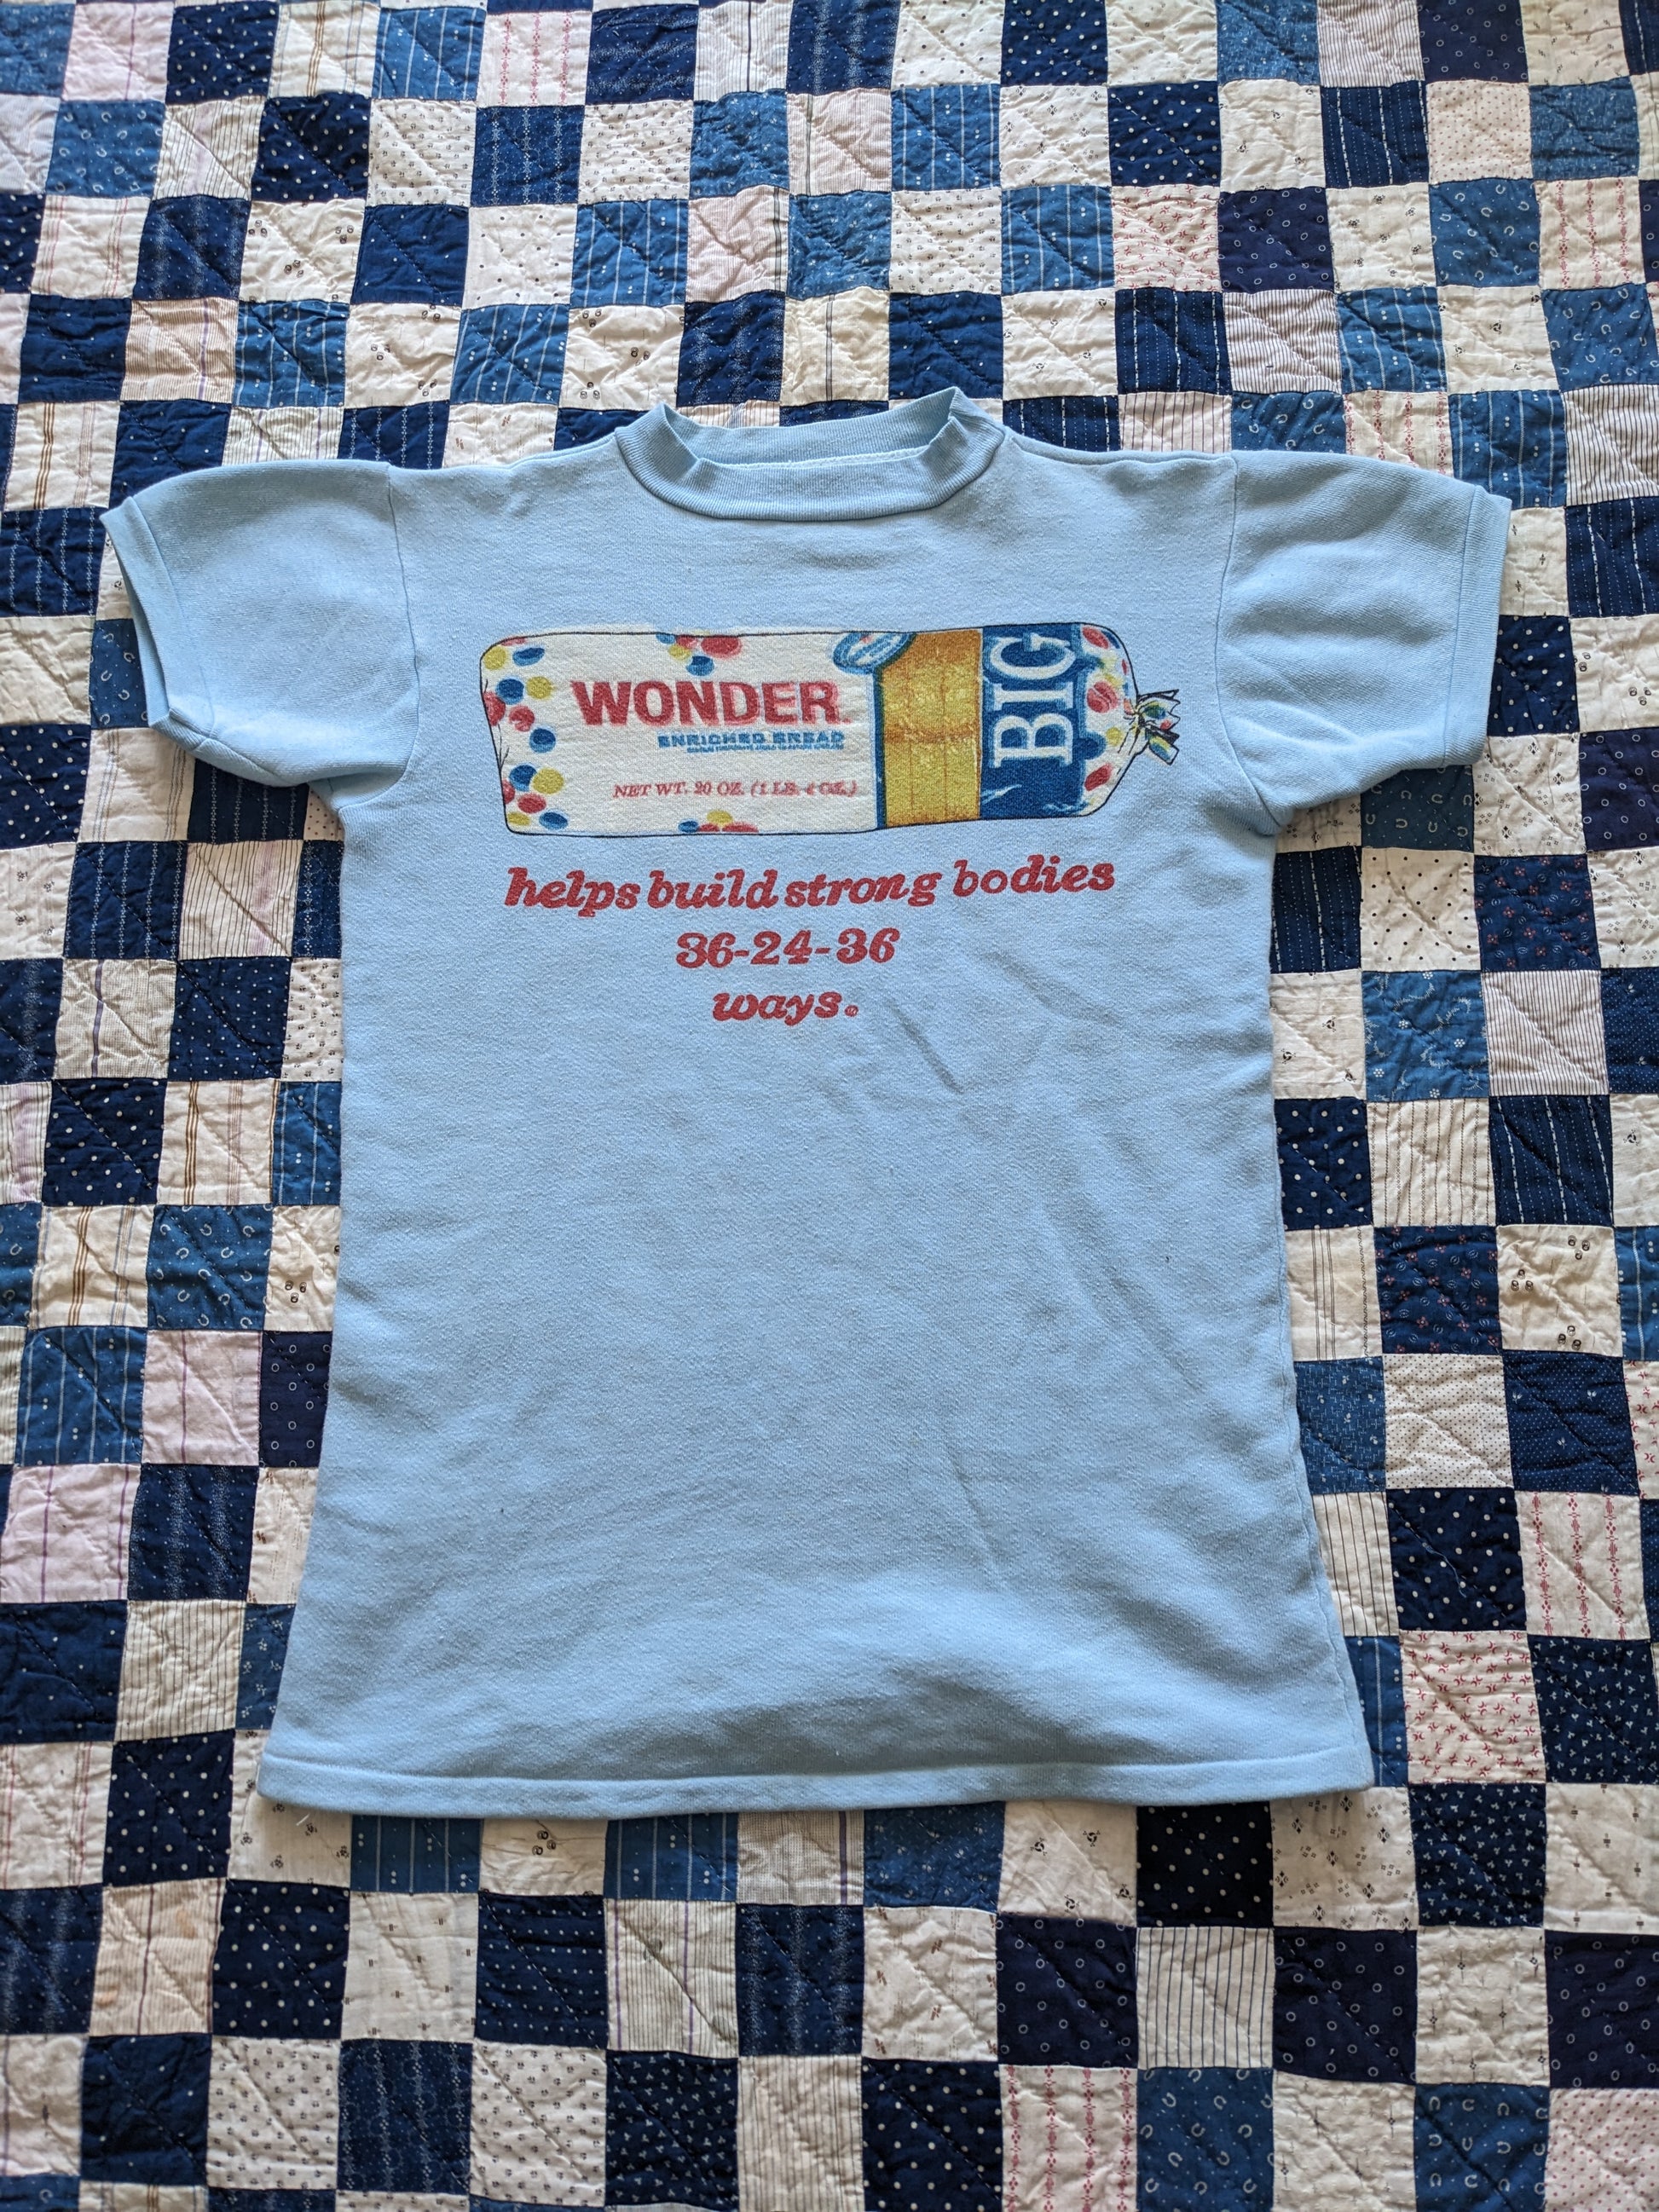 WONDER
ENRICHED BREAD
NET WT. 20 OZ. (1 LB. 4 OZ.)
BIG
helps build strong bodies
36-24-36
ways.